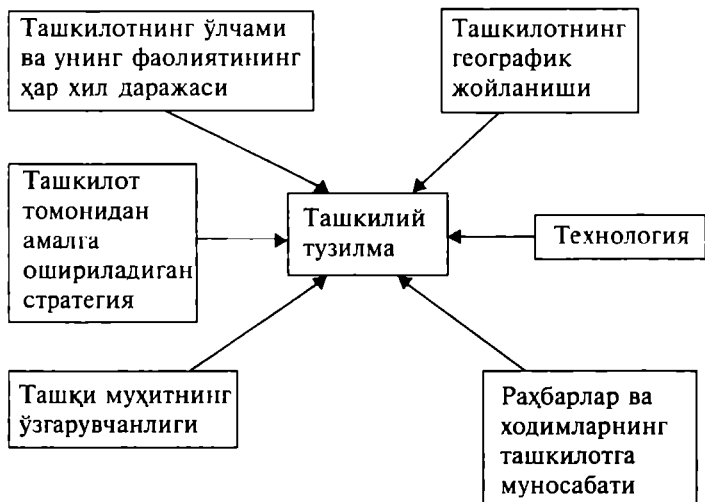 Ташкилотнинг ўлчами
ва унинг фаолиятининг
ҳар хил даражаси
Ташкилотнинг
географик
жойланиши
Ташкилот
томонидан
амалга
ошириладиган
стратегия
Ташкилий
тузилма
Технология
Ташқи муҳитнинг
ўзгарувчанлиги
Раҳбарлар ва
ходимларнинг
ташкилотга
муносабати